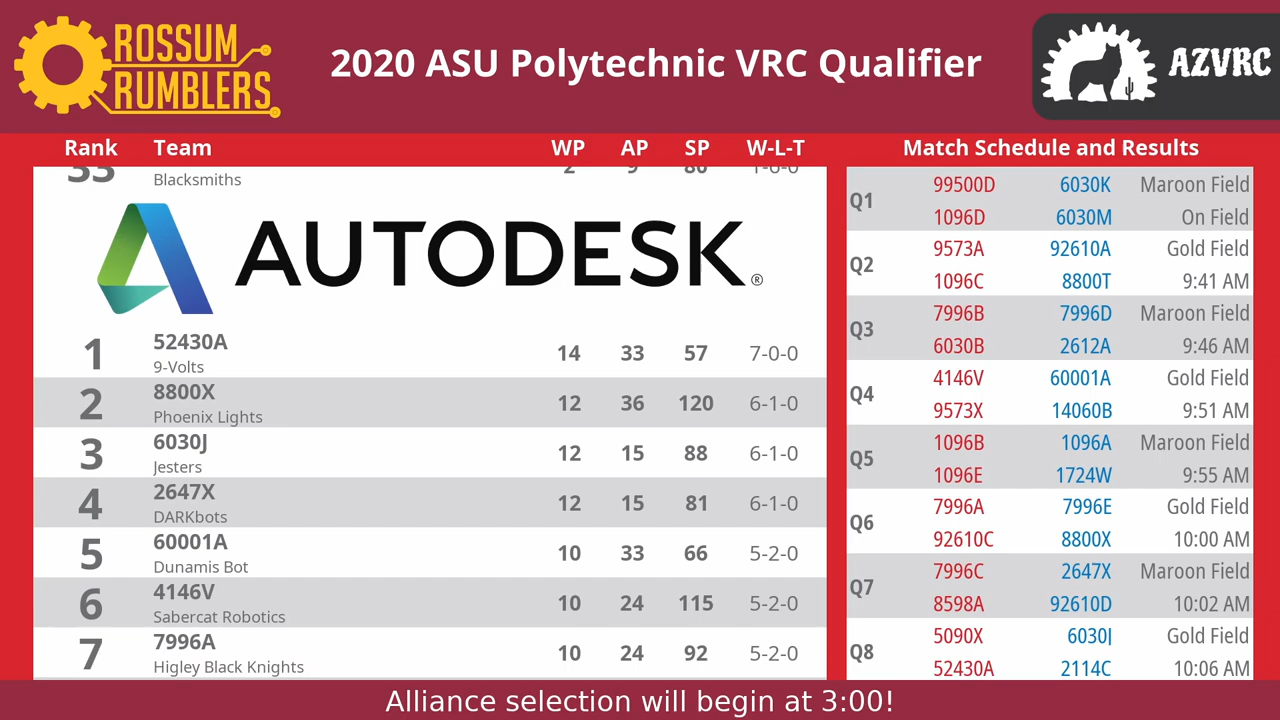 ROSSUM
RUMBLERS
2020 ASU Polytechnic VRC Qualifier
AZVRC
Rank Team WP AP SP W-L-T
33 2 9 80 1-6-0
Blacksmiths
AUTODESK®
1 52430A 14 33 57 7-0-0
9-Volts
2 8800X 12 36 120 6-1-0
Phoenix Lights
3 6030J 12 15 88 6-1-0
Jesters
4 2647X 12 15 81 6-1-0
DARKbots
5 60001A 10 33 66 5-2-0
Dunamis Bot
6 4146V 10 24 115 5-2-0
Sabercat Robotics
7 7996A 10 24 92 5-2-0
Higley Black Knights
Match Schedule and Results
Q1 99500D 6030K Maroon Field
1096D 6030M On Field
Q2 9573A 92610A Gold Field
1096C 8800T 9:41 AM
Q3 7996B 7996D Maroon Field
6030B 2612A 9:46 AM
Q4 4146V 60001A Gold Field
9573X 14060B 9:51 AM
Q5 1096B 1096A Maroon Field
1096E 1724W 9:55 AM
Q6 7996A 7996E Gold Field
92610C 8800X 10:00 AM
Q7 7996C 2647X Maroon Field
8598A 92610D 10:02 AM
Q8 5090X 6030J Gold Field
52430A 2114C 10:06 AM
Alliance selection will begin at 3:00!